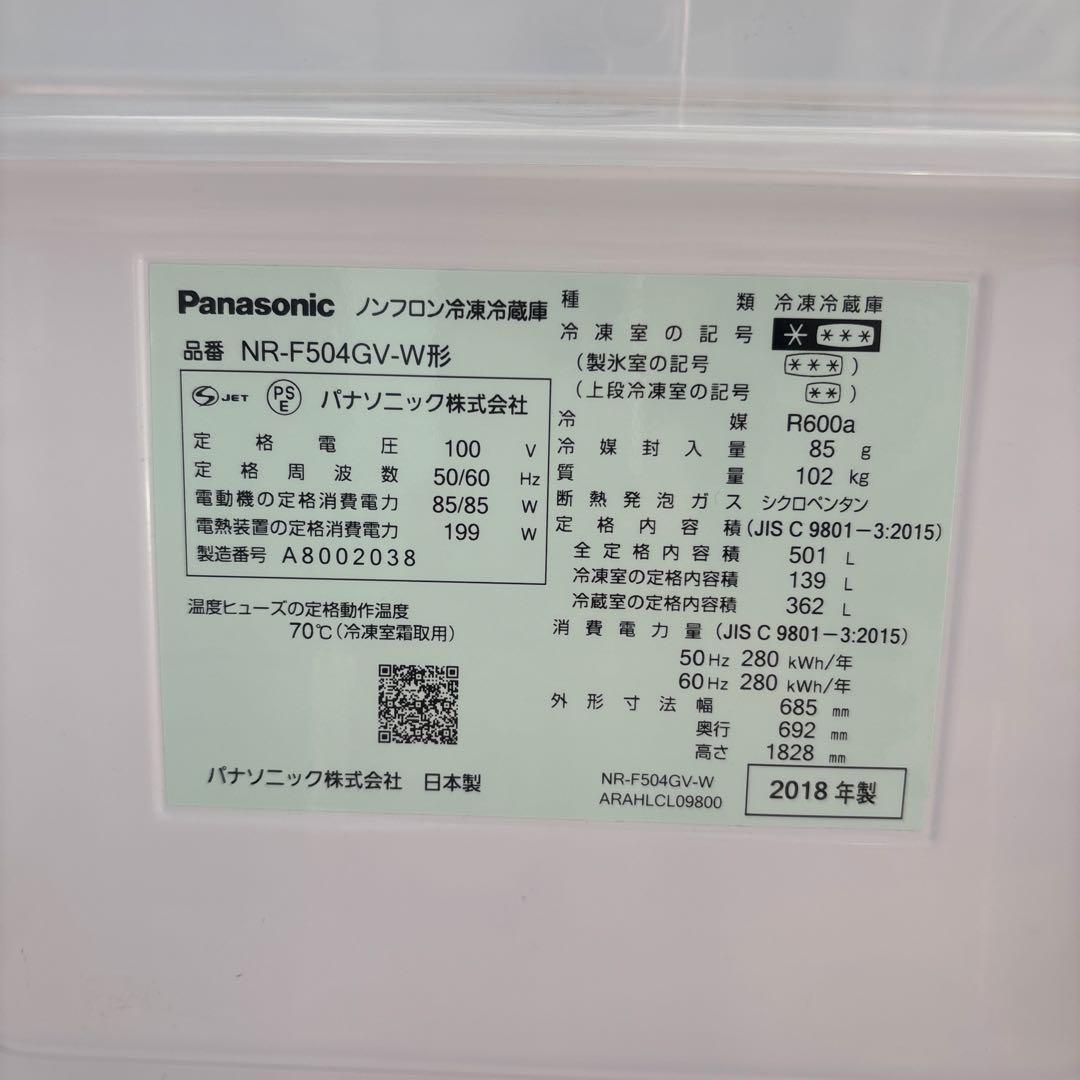 Panasonic ノンフロン冷凍冷蔵庫
品番 NR-F504GV-W形
S JET PSE パナソニック株式会社
定格電圧 100 V
定格周波数 50/60 Hz
電動機の定格消費電力 85/85 W
電熱装置の定格消費電力 199 W
製造番号 A8002038
温度ヒューズの定格動作温度
70℃(冷凍室霜取用)
パナソニック株式会社 日本製
種類 冷凍冷蔵庫
冷凍室の記号 * ***
(製氷室の記号 ***)
(上段冷凍室の記号 **)
冷媒 R600a
冷媒封入量 85 g
質量 102 kg
断熱発泡ガス シクロペンタン
定格内容積(JIS C 9801-3:2015)
全定格内容積 501 L
冷凍室の定格内容積 139 L
冷蔵室の定格内容積 362 L
消費電力量(JIS C 9801-3:2015)
50Hz 280 kWh/年
60Hz 280 kWh/年
外形寸法 幅 685 mm
奥行 692 mm
高さ 1828 mm
NR-F504GV-W
ARAHLCL09800
2018年製